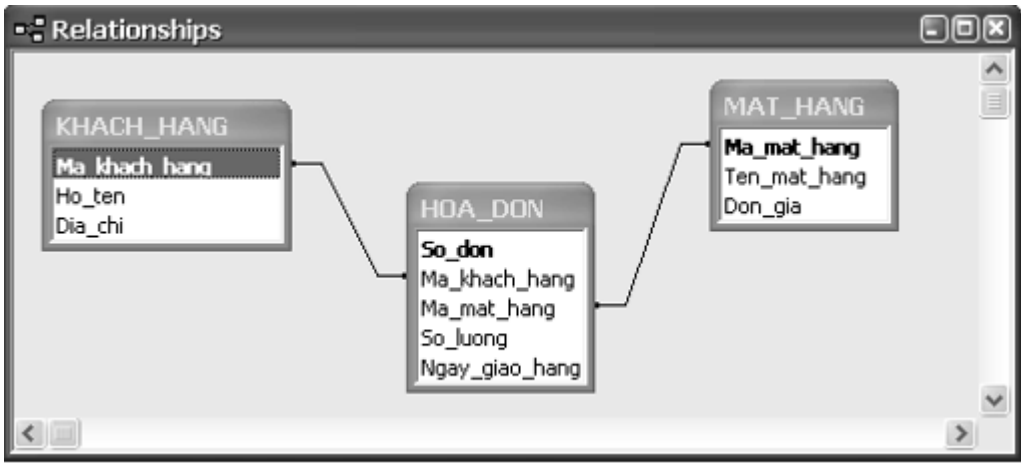 Relationships
KHACH_HANG
Ma_khach_hang
Ho_ten
Dia_chi
HOA_DON
So_don
Ma_khach_hang
Ma_mat_hang
So_luong
Ngay_giao_hang
MAT_HANG
Ma_mat_hang
Ten_mat_hang
Don_gia